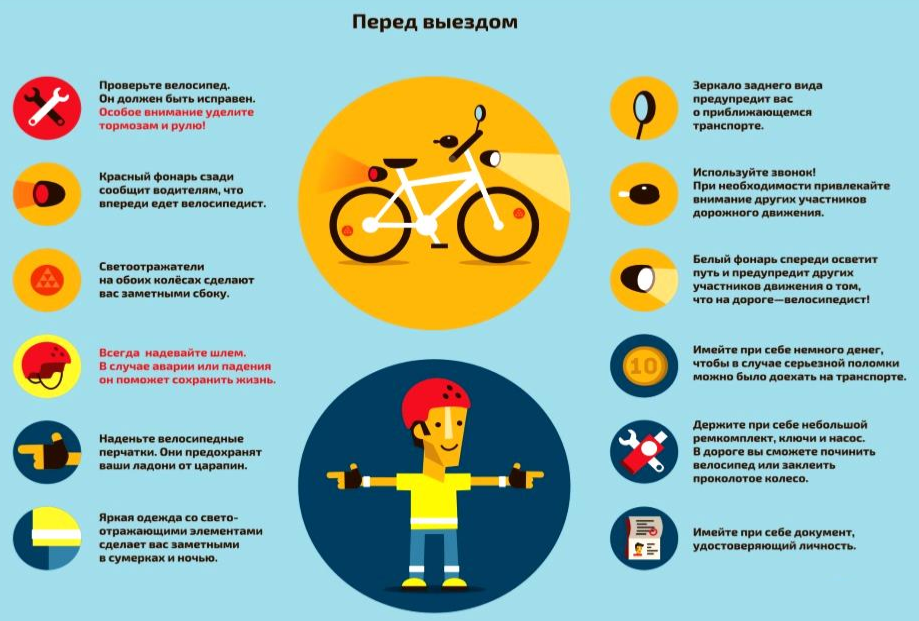 Перед выездом
Проверьте велосипед.
Он должен быть исправен.
Особое внимание уделите
тормозам и рулю!
Красный фонарь сзади
сообщит водителям, что
впереди едет велосипедист.
Светоотражатели
на обоих колёсах сделают
вас заметными сбоку.
Всегда надевайте шлем.
В случае аварии или падения
он поможет сохранить жизнь.
Наденьте велосипедные
перчатки. Они предохранят
ваши ладони от царапин.
Яркая одежда со свето-
отражающими элементами
сделает вас заметными
в сумерках и ночью.
Зеркало заднего вида
предупредит вас
о приближающемся
транспорте.
Используйте звонок!
При необходимости привлекайте
внимание других участников
дорожного движения.
Белый фонарь спереди осветит
путь и предупредит других
участников движения о том,
что на дороге—велосипедист!
10
Имейте при себе немного денег,
чтобы в случае серьезной поломки
можно было доехать на транспорте.
Держите при себе небольшой
ремкомплект, ключи и насос.
В дороге вы сможете починить
велосипед или заклеить
проколотое колесо.
Имейте при себе документ,
удостоверяющий личность.